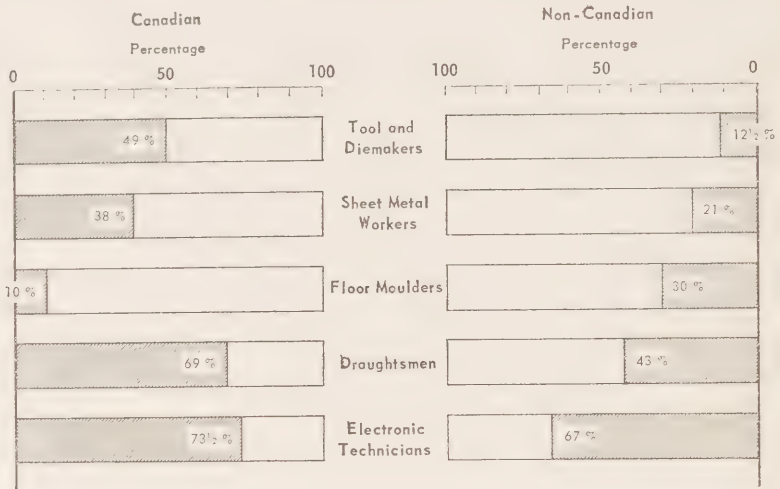 Canadian
Percentage
0 50 100
Non-Canadian
Percentage
100 50 0
49 %
Tool and
Diemakers
12½ %
38 %
Sheet Metal
Workers
21 %
10 %
Floor Moulders
30 %
69 %
Draughtsmen
43 %
73½ %
Electronic
Technicians
67 %